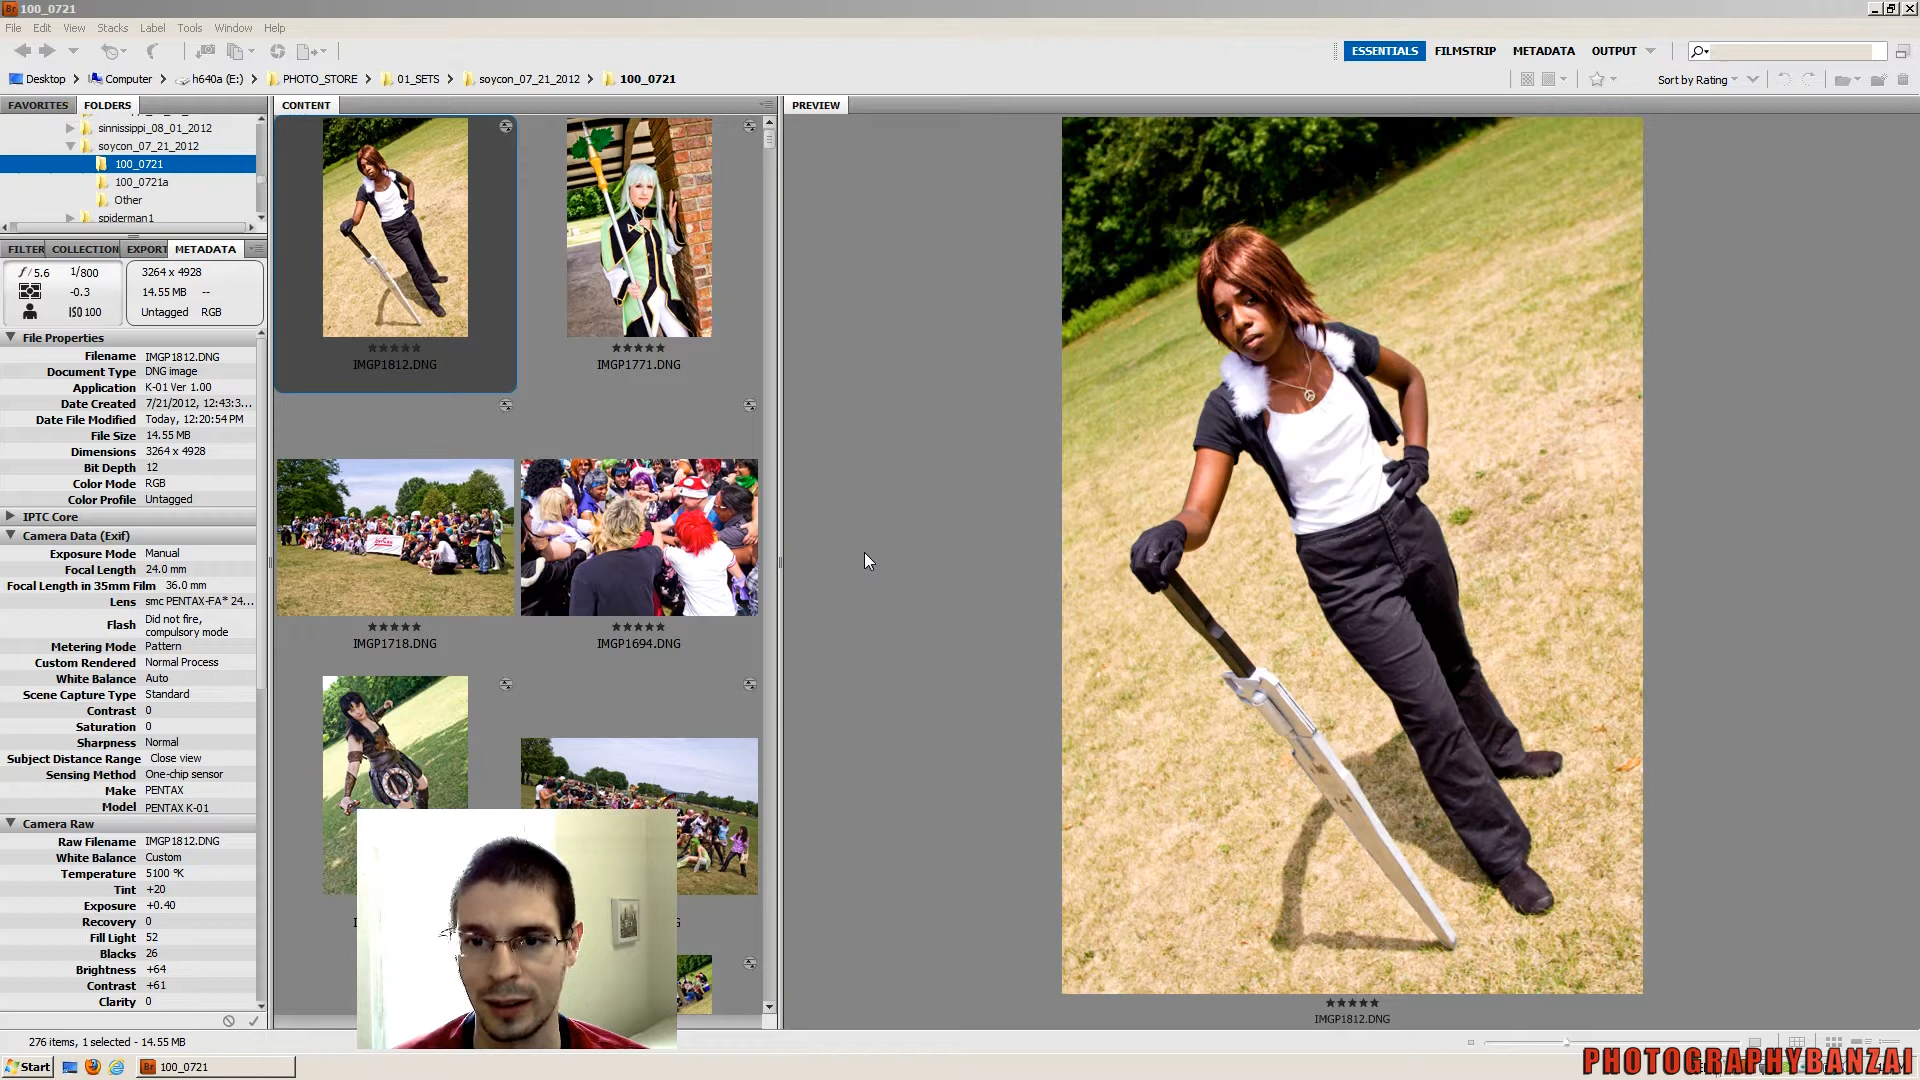 Br 100_0721
File Edit View Stacks Label Tools Window Help
ESSENTIALS FILMSTRIP METADATA OUTPUT
Desktop Computer h640a (E:) PHOTO_STORE 01_SETS soycon_07_21_2012 100_0721
Sort by Rating
FAVORITES FOLDERS
CONTENT
PREVIEW
sinnissippi_08_01_2012
soycon_07_21_2012
100_0721
100_0721a
Other
spiderman1
FILTER COLLECTION EXPORT METADATA
f/5.6 1/800
-0.3
ISO 100
3264 x 4928
14.55 MB --
Untagged RGB
File Properties
Filename IMGP1812.DNG
Document Type DNG image
Application K-01 Ver 1.00
Date Created 7/21/2012, 12:43:3...
Date File Modified Today, 12:20:54 PM
File Size 14.55 MB
Dimensions 3264 x 4928
Bit Depth 12
Color Mode RGB
Color Profile Untagged
IPTC Core
Camera Data (Exif)
Exposure Mode Manual
Focal Length 24.0 mm
Focal Length in 35mm Film 36.0 mm
Lens smc PENTAX-FA* 24...
Flash Did not fire,
compulsory mode
Metering Mode Pattern
Custom Rendered Normal Process
White Balance Auto
Scene Capture Type Standard
Contrast 0
Saturation 0
Sharpness Normal
Subject Distance Range Close view
Sensing Method One-chip sensor
Make PENTAX
Model PENTAX K-01
Camera Raw
Raw Filename IMGP1812.DNG
White Balance Custom
Temperature 5100 °K
Tint +20
Exposure +0.40
Recovery 0
Fill Light 52
Blacks 26
Brightness +64
Contrast +61
Clarity 0
IMGP1812.DNG
IMGP1771.DNG
IMGP1718.DNG
IMGP1694.DNG
IMGP1812.DNG
276 items, 1 selected - 14.55 MB
Start
Br 100_0721
PHOTOGRAPHYBANZAI